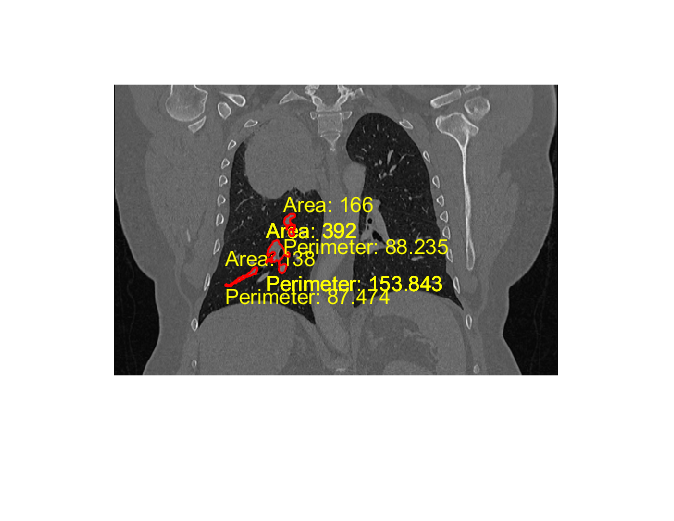 Area: 166
Area: 392
Perimeter: 88.235
Area: 138
Perimeter: 153.843
Perimeter: 87.474